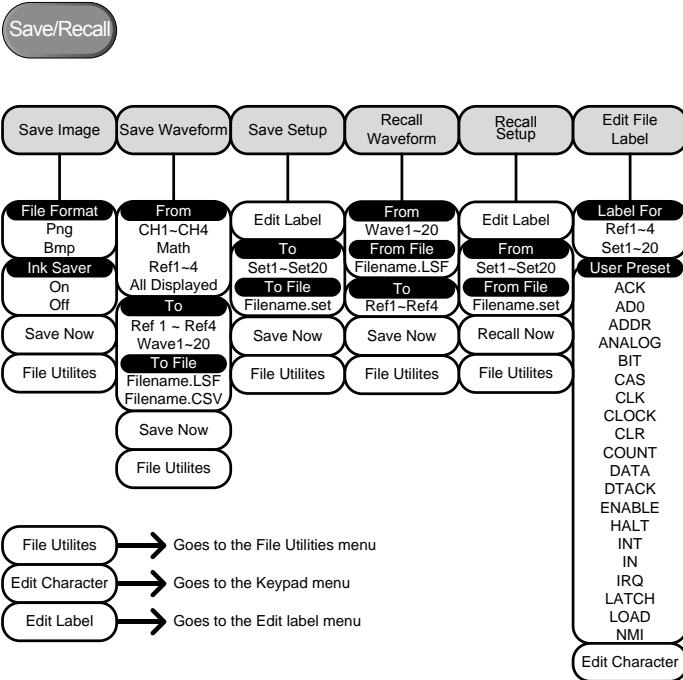 Save/Recall
Save Image
File Format
Png
Bmp
Ink Saver
On
Off
Save Now
File Utilites
Save Waveform
From
CH1~CH4
Math
Ref1~4
All Displayed
To
Ref 1 ~ Ref4
Wave1~20
To File
Filename.LSF
Filename.CSV
Save Now
File Utilites
Save Setup
Edit Label
To
Set1~Set20
To File
Filename.set
Save Now
File Utilites
Recall
Waveform
From
Wave1~20
From File
Filename.LSF
To
Ref1~Ref4
Save Now
File Utilites
Recall
Setup
Edit Label
From
Set1~Set20
From File
Filename.set
Recall Now
File Utilites
Edit File
Label
Label For
Ref1~4
Set1~20
User Preset
ACK
AD0
ADDR
ANALOG
BIT
CAS
CLK
CLOCK
CLR
COUNT
DATA
DTACK
ENABLE
HALT
INT
IN
IRQ
LATCH
LOAD
NMI
Edit Character
File Utilites Goes to the File Utilities menu
Edit Character Goes to the Keypad menu
Edit Label Goes to the Edit label menu